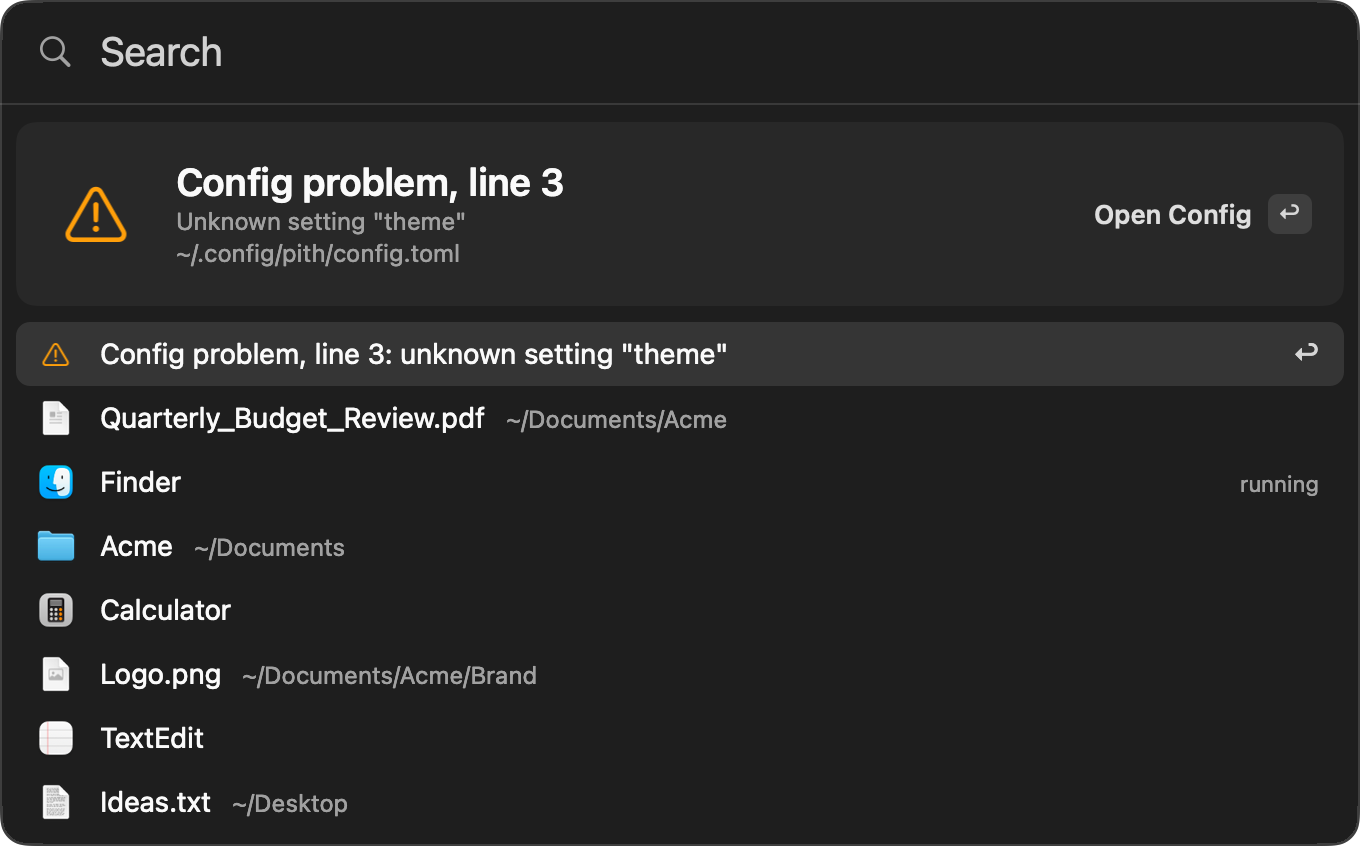 Search
Config problem, line 3
Unknown setting "theme"
~/.config/pith/config.toml
Open Config ↩
Config problem, line 3: unknown setting "theme" ↩
Quarterly_Budget_Review.pdf ~/Documents/Acme
Finder running
Acme ~/Documents
Calculator
Logo.png ~/Documents/Acme/Brand
TextEdit
Ideas.txt ~/Desktop